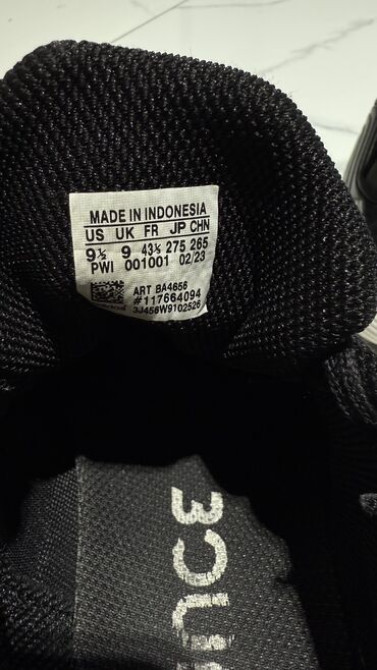 MADE IN INDONESIA
US UK FR JP CHN
9½ 9 43⅓ 275 265
PWI 001001 02/23
ART BA4656
#117664094